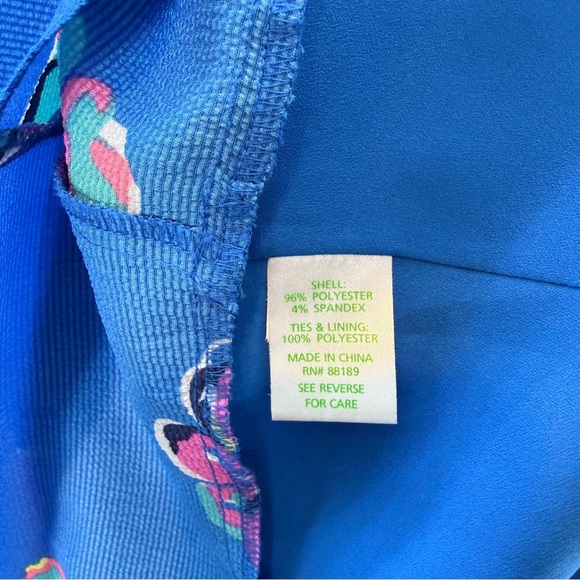 SHELL:
96% POLYESTER
4% SPANDEX
TIES & LINING:
100% POLYESTER
MADE IN CHINA
RN# 88189
SEE REVERSE
FOR CARE